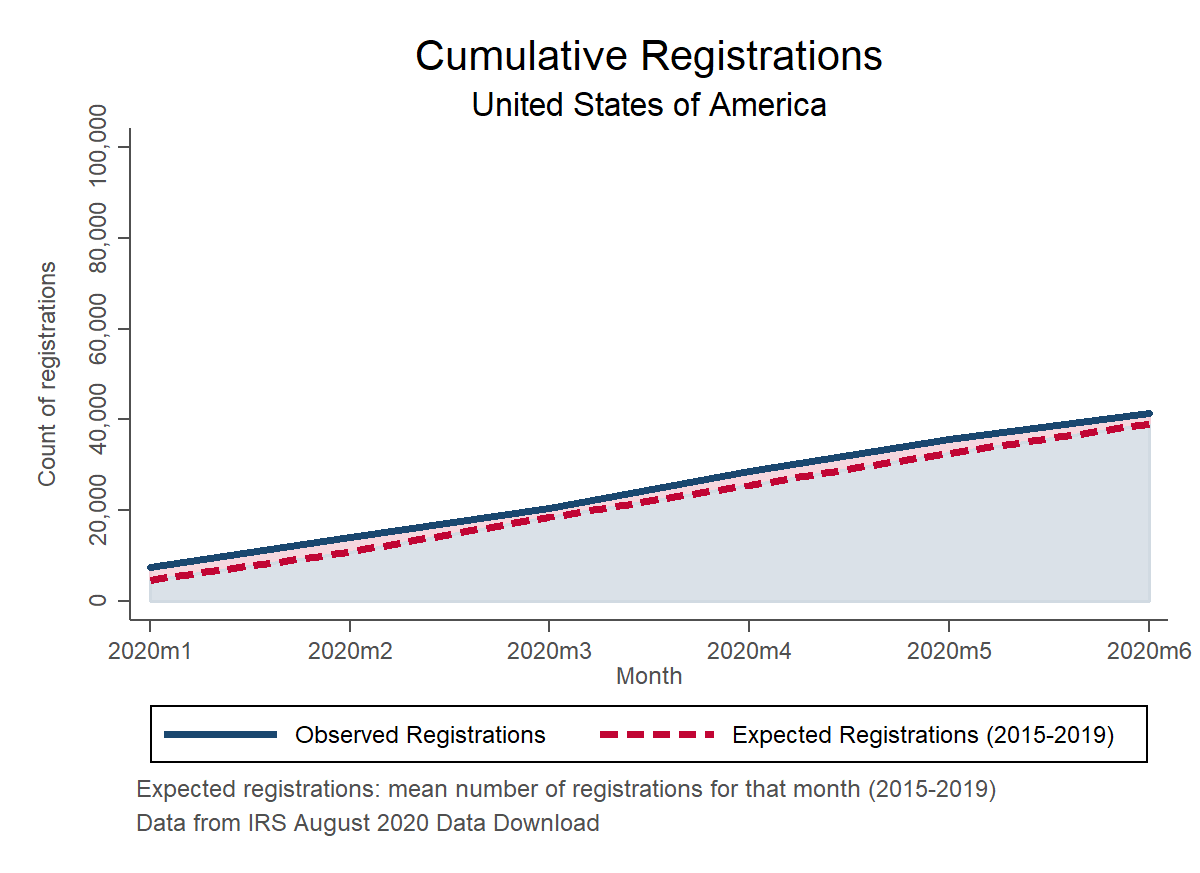 Cumulative Registrations
United States of America
Count of registrations
100,000
80,000
60,000
40,000
20,000
0
2020m1 2020m2 2020m3 2020m4 2020m5 2020m6
Month
Observed Registrations Expected Registrations (2015-2019)
Expected registrations: mean number of registrations for that month (2015-2019)
Data from IRS August 2020 Data Download